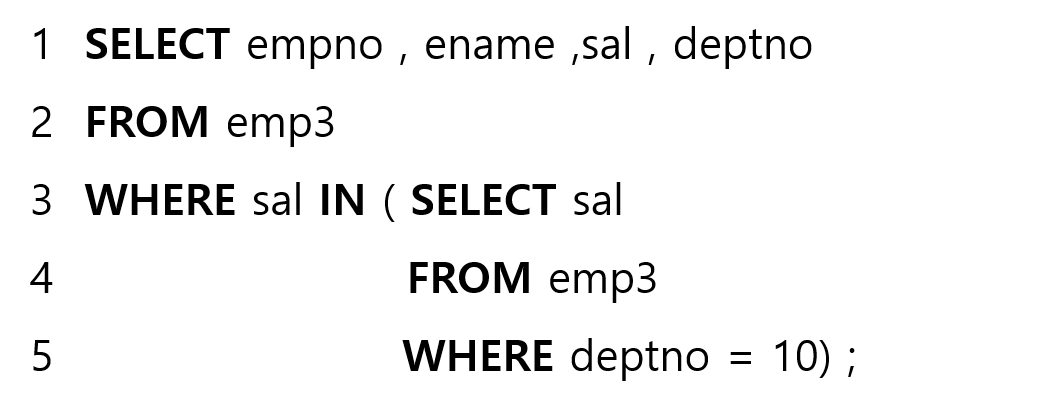 1 SELECT empno , ename ,sal , deptno
2 FROM emp3
3 WHERE sal IN ( SELECT sal
4 FROM emp3
5 WHERE deptno = 10) ;